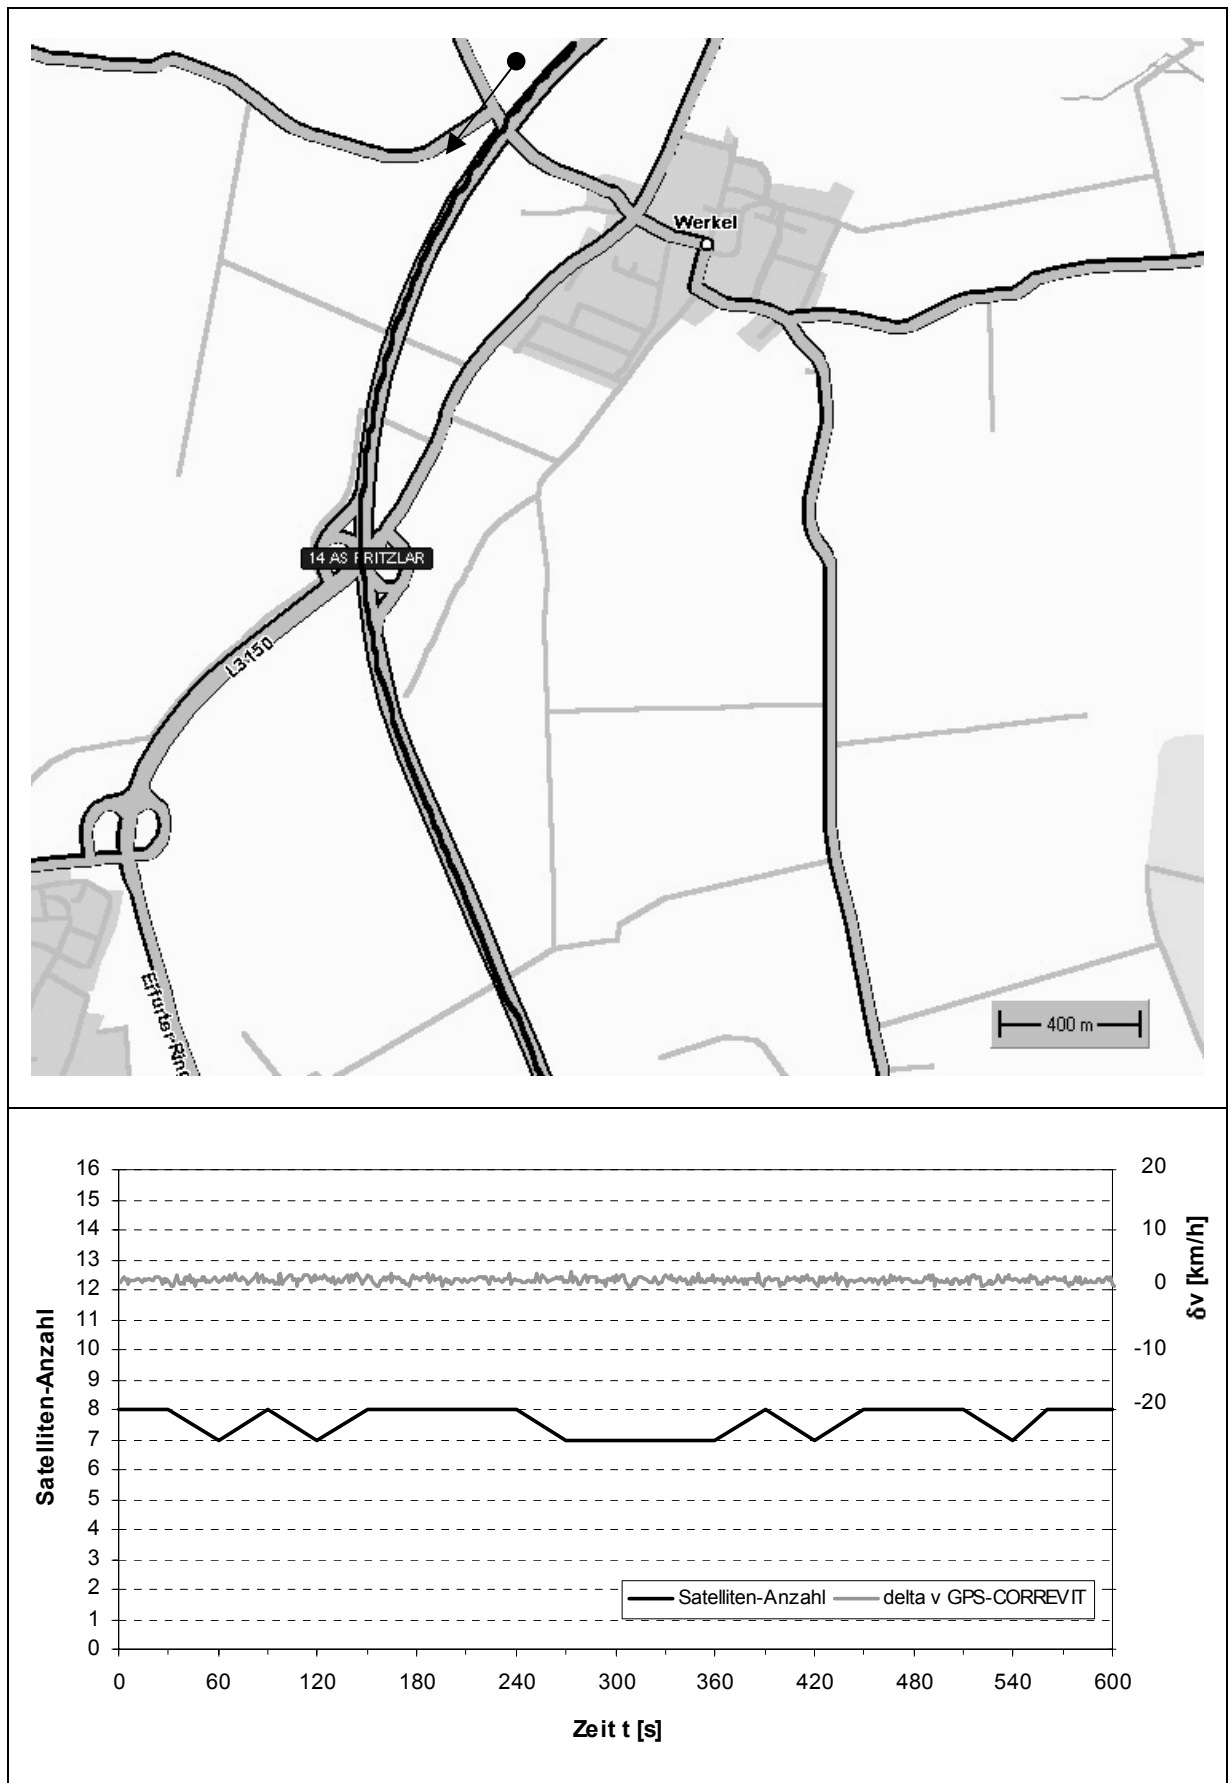 Werkel
14 AS FRITZLAR
L3150
Erfurter-Ring
400 m
16
15
14
13
12
11
10
9
8
7
6
5
4
3
2
1
0
Satelliten-Anzahl
20
10
0
-10
-20
δv [km/h]
Satelliten-Anzahl
delta v GPS-CORREVIT
0 60 120 180 240 300 360 420 480 540 600
Zeit t [s]